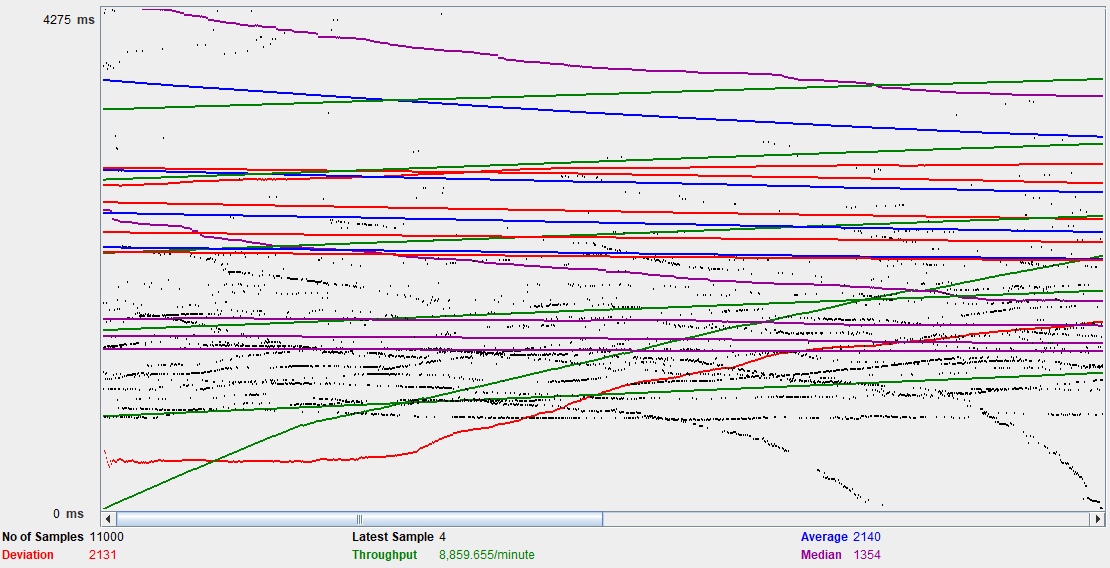 4275 ms
0 ms
No of Samples 11000 Latest Sample 4 Average 2140
Deviation 2131 Throughput 8,859.655/minute Median 1354